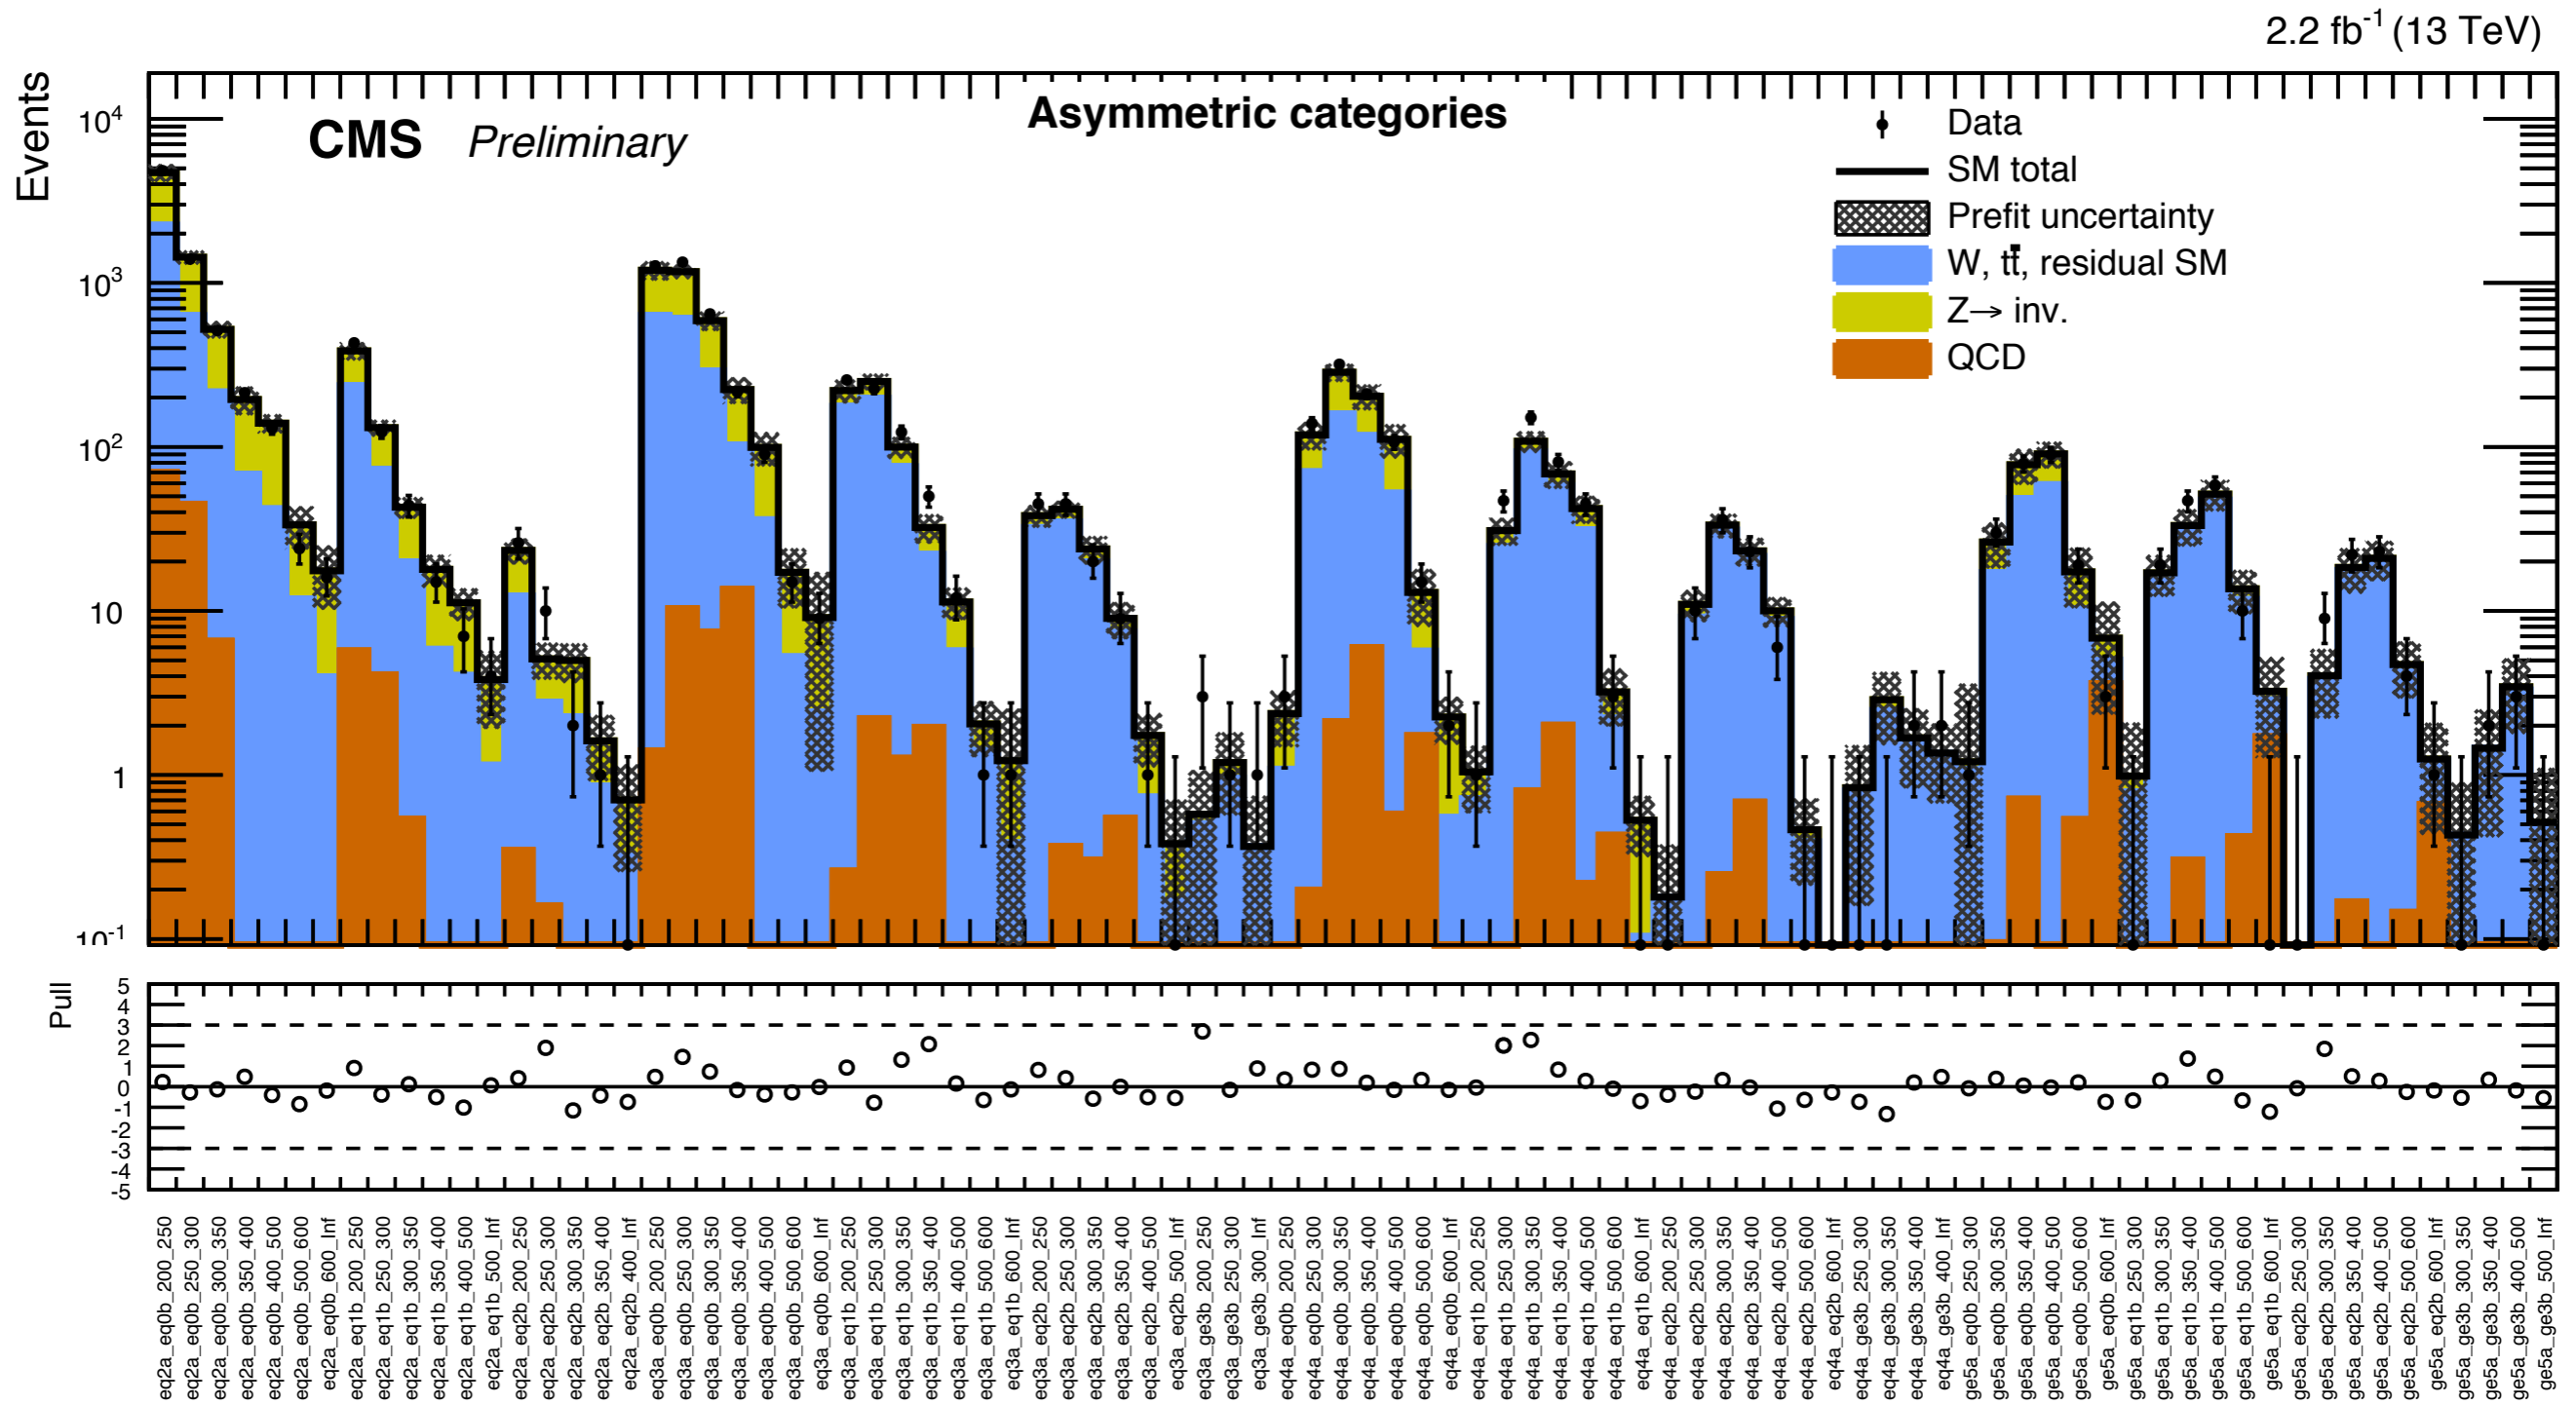 2.2 fb-1 (13 TeV)
Events
10^4
10^3
10^2
10
1
10^-1
CMS Preliminary
Asymmetric categories
Data
SM total
Prefit uncertainty
W, tt̄, residual SM
Z→ inv.
QCD
Pull
5
4
3
2
1
0
-1
-2
-3
-4
-5
eq2a_eq0b_200_250
eq2a_eq0b_250_300
eq2a_eq0b_300_350
eq2a_eq0b_350_400
eq2a_eq0b_400_500
eq2a_eq0b_500_600
eq2a_eq0b_600_Inf
eq2a_eq1b_200_250
eq2a_eq1b_250_300
eq2a_eq1b_300_350
eq2a_eq1b_350_400
eq2a_eq1b_400_500
eq2a_eq1b_500_Inf
eq2a_eq2b_200_250
eq2a_eq2b_250_300
eq2a_eq2b_300_350
eq2a_eq2b_350_400
eq2a_eq2b_400_Inf
eq3a_eq0b_200_250
eq3a_eq0b_250_300
eq3a_eq0b_300_350
eq3a_eq0b_350_400
eq3a_eq0b_400_500
eq3a_eq0b_500_600
eq3a_eq0b_600_Inf
eq3a_eq1b_200_250
eq3a_eq1b_250_300
eq3a_eq1b_300_350
eq3a_eq1b_350_400
eq3a_eq1b_400_500
eq3a_eq1b_500_600
eq3a_eq1b_600_Inf
eq3a_eq2b_200_250
eq3a_eq2b_250_300
eq3a_eq2b_300_350
eq3a_eq2b_350_400
eq3a_eq2b_400_500
eq3a_eq2b_500_Inf
eq3a_ge3b_200_250
eq3a_ge3b_250_300
eq3a_ge3b_300_Inf
eq4a_eq0b_200_250
eq4a_eq0b_250_300
eq4a_eq0b_300_350
eq4a_eq0b_350_400
eq4a_eq0b_400_500
eq4a_eq0b_500_600
eq4a_eq0b_600_Inf
eq4a_eq1b_200_250
eq4a_eq1b_250_300
eq4a_eq1b_300_350
eq4a_eq1b_350_400
eq4a_eq1b_400_500
eq4a_eq1b_500_600
eq4a_eq1b_600_Inf
eq4a_eq2b_200_250
eq4a_eq2b_250_300
eq4a_eq2b_300_350
eq4a_eq2b_350_400
eq4a_eq2b_400_500
eq4a_eq2b_500_600
eq4a_eq2b_600_Inf
eq4a_ge3b_250_300
eq4a_ge3b_300_350
eq4a_ge3b_350_400
eq4a_ge3b_400_Inf
ge5a_eq0b_250_300
ge5a_eq0b_300_350
ge5a_eq0b_350_400
ge5a_eq0b_400_500
ge5a_eq0b_500_600
ge5a_eq0b_600_Inf
ge5a_eq1b_250_300
ge5a_eq1b_300_350
ge5a_eq1b_350_400
ge5a_eq1b_400_500
ge5a_eq1b_500_600
ge5a_eq1b_600_Inf
ge5a_eq2b_250_300
ge5a_eq2b_300_350
ge5a_eq2b_350_400
ge5a_eq2b_400_500
ge5a_eq2b_500_600
ge5a_eq2b_600_Inf
ge5a_ge3b_300_350
ge5a_ge3b_350_400
ge5a_ge3b_400_500
ge5a_ge3b_500_Inf